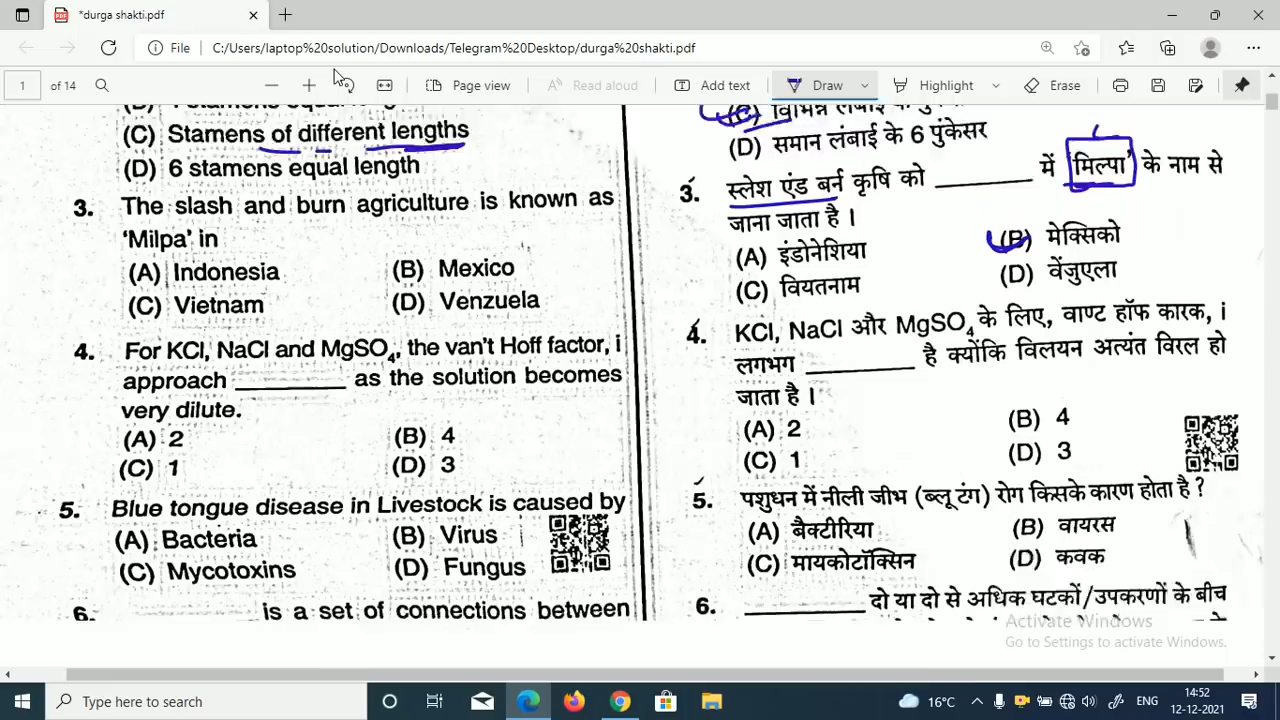 *durga shakti.pdf
File
C:/Users/laptop%20solution/Downloads/Telegram%20Desktop/durga%20shakti.pdf
1 of 14
Page view
Read aloud
Add text
Draw
Highlight
Erase
(C) Stamens of different lengths
(D) 6 stamens equal length
3. The slash and burn agriculture is known as
'Milpa' in
(A) Indonesia (B) Mexico
(C) Vietnam (D) Venzuela
4. For KCl, NaCl and MgSO4, the van't Hoff factor, i
approach ________ as the solution becomes
very dilute.
(A) 2 (B) 4
(C) 1 (D) 3
5. Blue tongue disease in Livestock is caused by
(A) Bacteria (B) Virus
(C) Mycotoxins (D) Fungus
6. ________ is a set of connections between
(C) विभिन्न लंबाई के
(D) समान लंबाई के 6 पुंकेसर
3. स्लेश एंड बर्न कृषि को ________ में 'मिल्पा' के नाम से
जाना जाता है ।
(A) इंडोनेशिया (B) मेक्सिको
(C) वियतनाम (D) वेंजुएला
4. KCl, NaCl और MgSO4 के लिए, वाण्ट हॉफ कारक, i
लगभग ________ है क्योंकि विलयन अत्यंत विरल हो
जाता है ।
(A) 2 (B) 4
(C) 1 (D) 3
5. पशुधन में नीली जीभ (ब्लू टंग) रोग किसके कारण होता है ?
(A) बैक्टीरिया (B) वायरस
(C) मायकोटॉक्सिन (D) कवक
6. ________ दो या दो से अधिक घटकों/उपकरणों के बीच
Activate Windows
Go to Settings to activate Windows.
Type here to search
16°C
ENG
14:52
12-12-2021